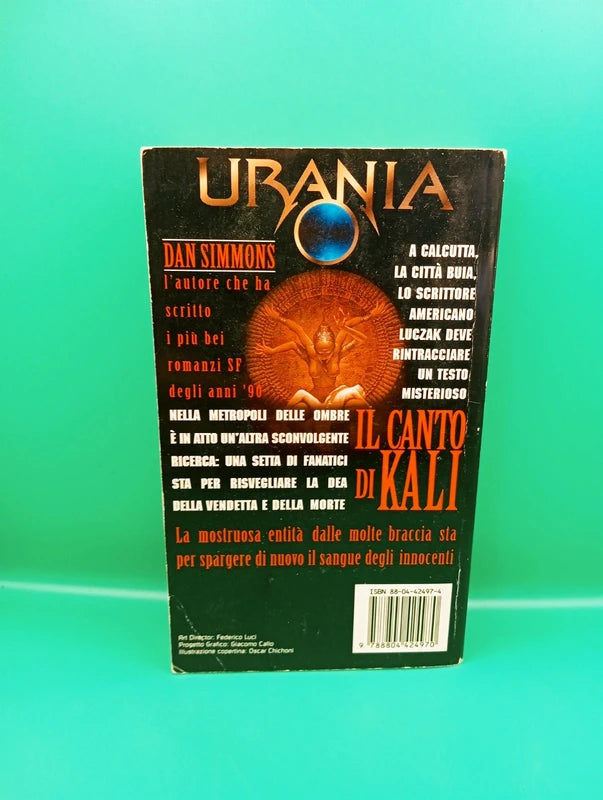 URANIA
DAN SIMMONS
l'autore che ha
scritto
i più bei
romanzi SF
degli anni '90
A CALCUTTA,
LA CITTÀ BUIA,
LO SCRITTORE
AMERICANO
LUCZAK DEVE
RINTRACCIARE
UN TESTO
MISTERIOSO
NELLA METROPOLI DELLE OMBRE
È IN ATTO UN'ALTRA SCONVOLGENTE
RICERCA: UNA SETTA DI FANATICI
STA PER RISVEGLIARE LA DEA
DELLA VENDETTA E DELLA MORTE
IL CANTO
DI KALI
La mostruosa entità dalle molte braccia sta
per spargere di nuovo il sangue degli innocenti
ISBN 88-04-42497-4
9 788804 424970
Art Director: Federico Luci
Progetto Grafico: Giacomo Callo
Illustrazione copertina: Oscar Chichoni